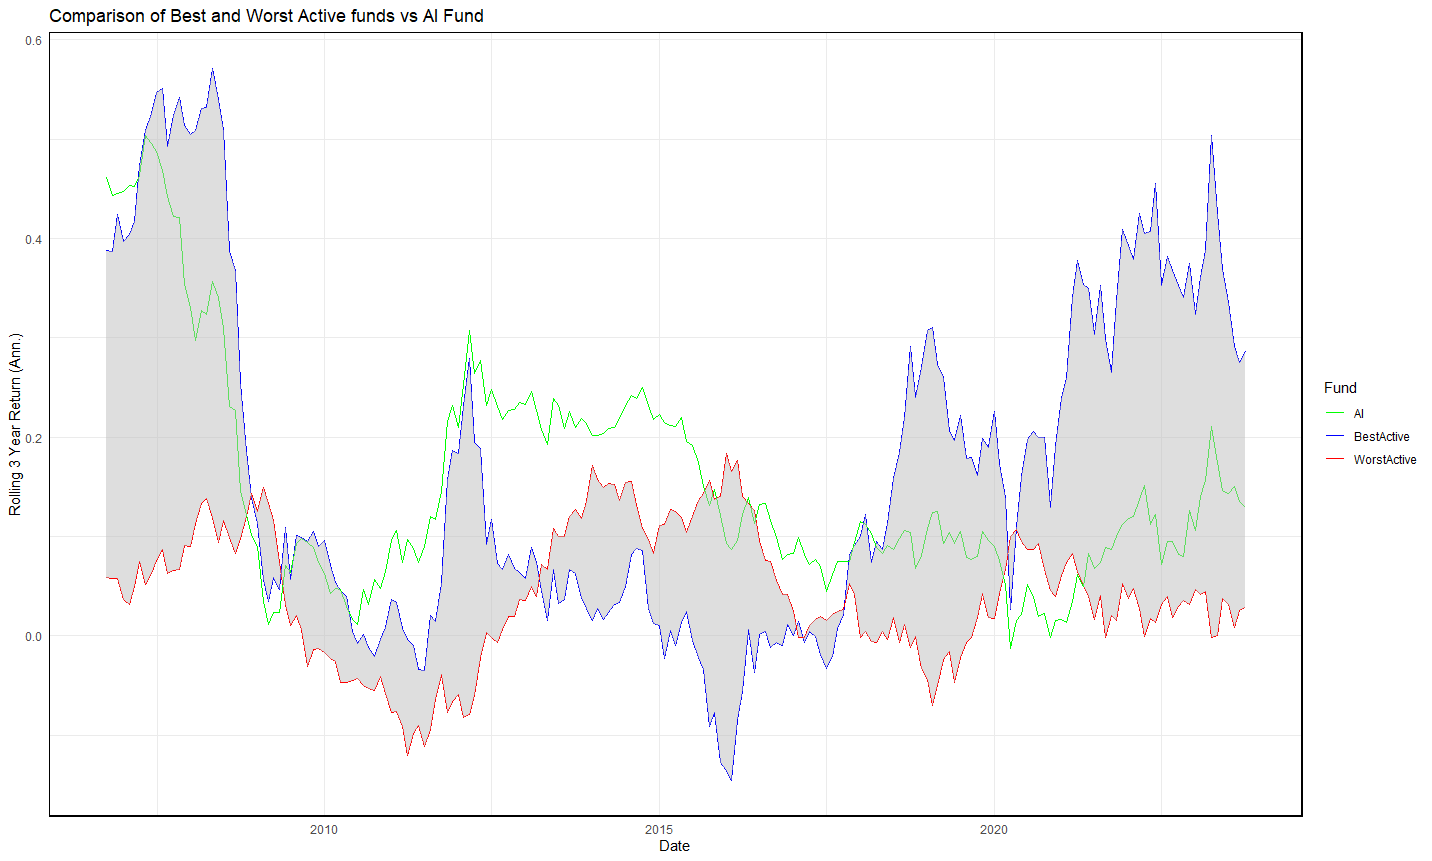 Comparison of Best and Worst Active funds vs AI Fund
0.6
0.4
0.2
0.0
Rolling 3 Year Return (Ann.)
2010
2015
2020
Date
Fund
AI
BestActive
WorstActive